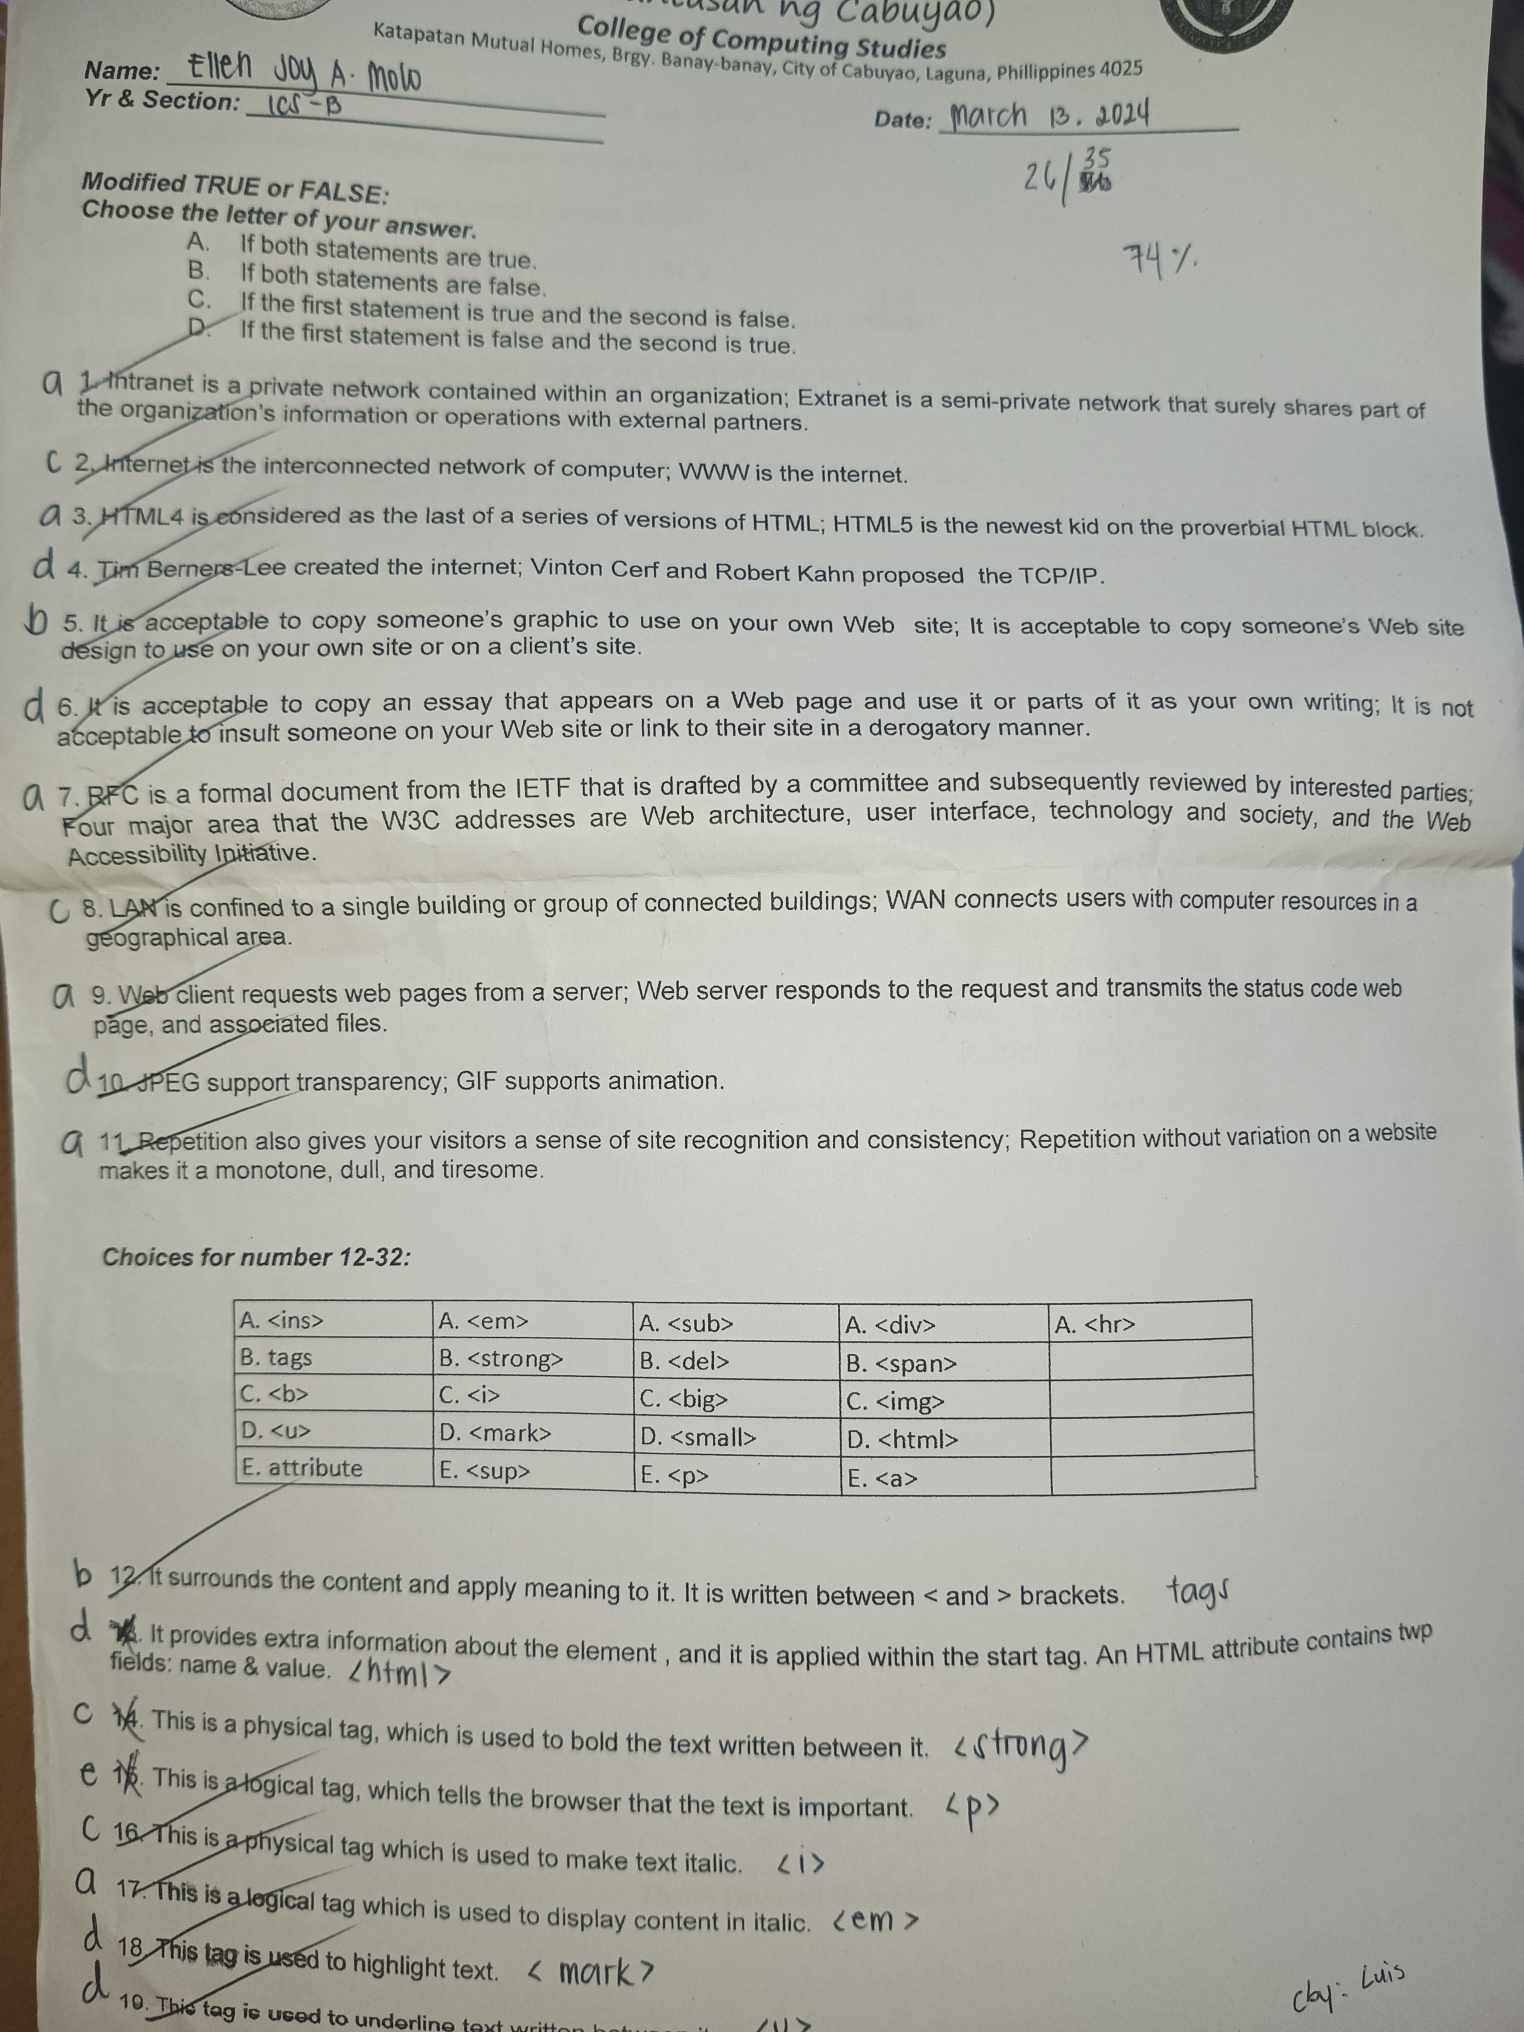 ng Cabuyao)
College of Computing Studies
Katapatan Mutual Homes, Brgy. Banay-banay, City of Cabuyao, Laguna, Phillippines 4025
Name: Ellen Joy A. Molo
Yr & Section: 1CS-B
Date: March 13, 2024
26/35
74%
Modified TRUE or FALSE:
Choose the letter of your answer.
A. If both statements are true.
B. If both statements are false.
C. If the first statement is true and the second is false.
D. If the first statement is false and the second is true.
a 1. Intranet is a private network contained within an organization; Extranet is a semi-private network that surely shares part of
the organization's information or operations with external partners.
c 2. Internet is the interconnected network of computer; WWW is the internet.
a 3. HTML4 is considered as the last of a series of versions of HTML; HTML5 is the newest kid on the proverbial HTML block.
d 4. Tim Berners-Lee created the internet; Vinton Cerf and Robert Kahn proposed the TCP/IP.
b 5. It is acceptable to copy someone's graphic to use on your own Web site; It is acceptable to copy someone's Web site
design to use on your own site or on a client's site.
d 6. It is acceptable to copy an essay that appears on a Web page and use it or parts of it as your own writing; It is not
acceptable to insult someone on your Web site or link to their site in a derogatory manner.
a 7. RFC is a formal document from the IETF that is drafted by a committee and subsequently reviewed by interested parties;
Four major area that the W3C addresses are Web architecture, user interface, technology and society, and the Web
Accessibility Initiative.
C 8. LAN is confined to a single building or group of connected buildings; WAN connects users with computer resources in a
geographical area.
a 9. Web client requests web pages from a server; Web server responds to the request and transmits the status code web
page, and associated files.
d 10. JPEG support transparency; GIF supports animation.
a 11. Repetition also gives your visitors a sense of site recognition and consistency; Repetition without variation on a website
makes it a monotone, dull, and tiresome.
Choices for number 12-32:
A. <ins> A. <em> A. <sub> A. <div> A. <hr>
B. tags B. <strong> B. <del> B. <span>
C. <b> C. <i> C. <big> C. <img>
D. <u> D. <mark> D. <small> D. <html>
E. attribute E. <sup> E. <p> E. <a>
b 12. It surrounds the content and apply meaning to it. It is written between < and > brackets. tags
d 13. It provides extra information about the element , and it is applied within the start tag. An HTML attribute contains twp
fields: name & value. <html>
c 14. This is a physical tag, which is used to bold the text written between it. <strong>
e 15. This is a logical tag, which tells the browser that the text is important. <p>
C 16. This is a physical tag which is used to make text italic. <i>
a 17. This is a logical tag which is used to display content in italic. <em>
d 18. This tag is used to highlight text. <mark>
d 19. This tag is used to underline text written between <u>
cby: Luis